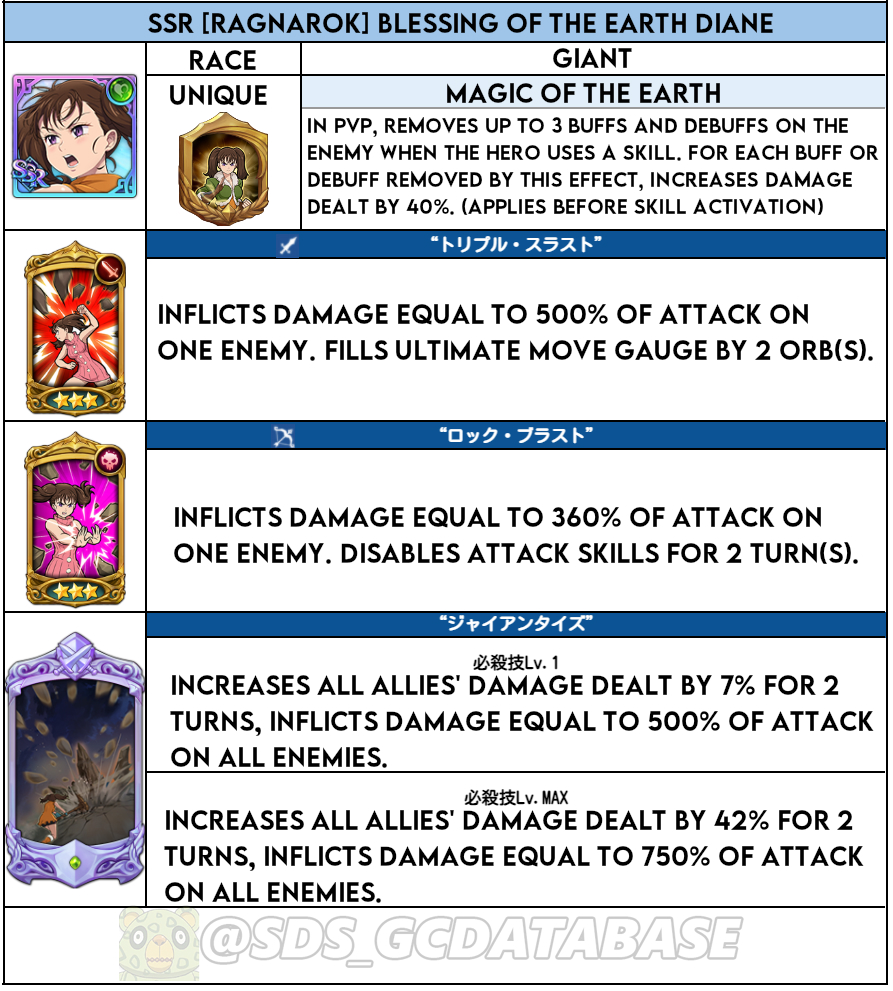 SSR [RAGNAROK] BLESSING OF THE EARTH DIANE
RACE
GIANT
SSR
UNIQUE
MAGIC OF THE EARTH
IN PVP, REMOVES UP TO 3 BUFFS AND DEBUFFS ON THE
ENEMY WHEN THE HERO USES A SKILL. FOR EACH BUFF OR
DEBUFF REMOVED BY THIS EFFECT, INCREASES DAMAGE
DEALT BY 40%. (APPLIES BEFORE SKILL ACTIVATION)
“トリプル・スラスト”
INFLICTS DAMAGE EQUAL TO 500% OF ATTACK ON
ONE ENEMY. FILLS ULTIMATE MOVE GAUGE BY 2 ORB(S).
“ロック・ブラスト”
INFLICTS DAMAGE EQUAL TO 360% OF ATTACK ON
ONE ENEMY. DISABLES ATTACK SKILLS FOR 2 TURN(S).
“ジャイアンタイズ”
必殺技Lv.1
INCREASES ALL ALLIES' DAMAGE DEALT BY 7% FOR 2
TURNS, INFLICTS DAMAGE EQUAL TO 500% OF ATTACK
ON ALL ENEMIES.
必殺技Lv.MAX
INCREASES ALL ALLIES' DAMAGE DEALT BY 42% FOR 2
TURNS, INFLICTS DAMAGE EQUAL TO 750% OF ATTACK
ON ALL ENEMIES.
@SDS_GCDATABASE